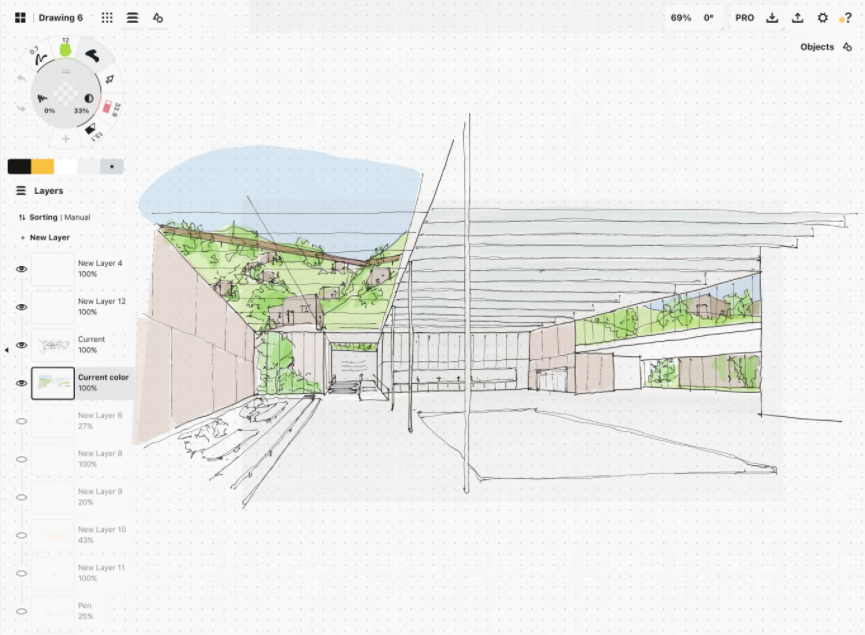 Drawing 6
69% 0° PRO ?
Objects
12
0.7
32.9
0% 33%
13.1
Layers
Sorting | Manual
+ New Layer
New Layer 4
100%
New Layer 12
100%
Current
100%
Current color
100%
New Layer 6
27%
New Layer 8
100%
New Layer 9
20%
New Layer 10
43%
New Layer 11
100%
Pen
25%